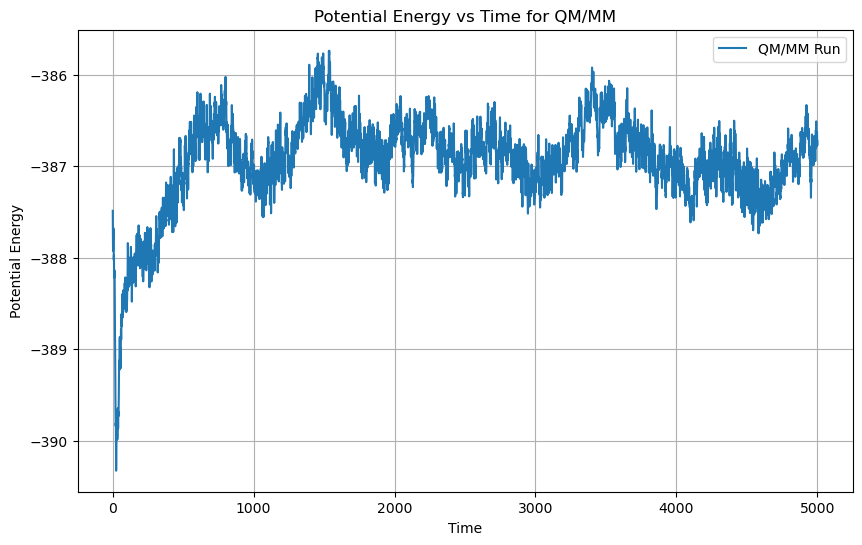 Potential Energy vs Time for QM/MM
QM/MM Run
Potential Energy
−386
−387
−388
−389
−390
0 1000 2000 3000 4000 5000
Time